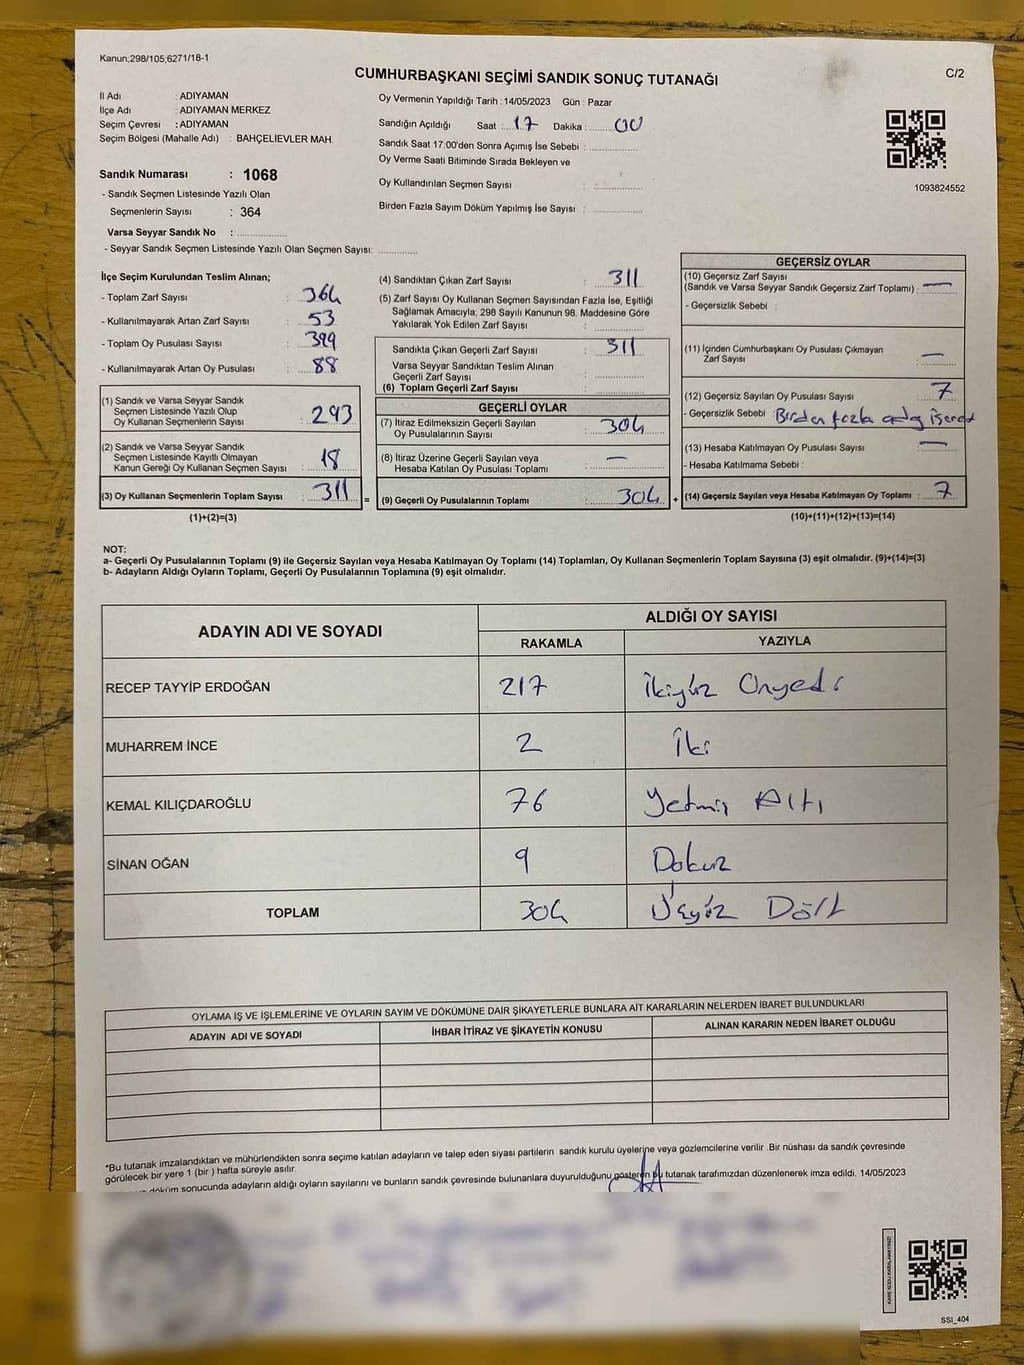 Kanun;298/105,6271/18-1
CUMHURBAŞKANI SEÇİMİ SANDIK SONUÇ TUTANAĞI
C/2
İl Adı : ADIYAMAN
İlçe Adı : ADIYAMAN MERKEZ
Seçim Çevresi : ADIYAMAN
Seçim Bölgesi (Mahalle Adı) : BAHÇELİEVLER MAH.
Oy Vermenin Yapıldığı Tarih : 14/05/2023 Gün : Pazar
Sandığın Açıldığı Saat : 17 Dakika : 00
Sandık Saat 17:00'den Sonra Açımış İse Sebebi :
Oy Verme Saati Bitiminde Sırada Bekleyen ve
Oy Kullandırılan Seçmen Sayısı :
Birden Fazla Sayım Döküm Yapılmış İse Sayısı :
1093824552
Sandık Numarası : 1068
- Sandık Seçmen Listesinde Yazılı Olan
Seçmenlerin Sayısı : 364
Varsa Seyyar Sandık No :
- Seyyar Sandık Seçmen Listesinde Yazılı Olan Seçmen Sayısı:
İlçe Seçim Kurulundan Teslim Alınan;
- Toplam Zarf Sayısı : 364
- Kullanılmayarak Artan Zarf Sayısı : 53
- Toplam Oy Pusulası Sayısı : 399
- Kullanılmayarak Artan Oy Pusulası : 88
(1) Sandık ve Varsa Seyyar Sandık
Seçmen Listesinde Yazılı Olup
Oy Kullanan Seçmenlerin Sayısı : 293
(2) Sandık ve Varsa Seyyar Sandık
Seçmen Listesinde Kayıtlı Olmayan
Kanun Gereği Oy Kullanan Seçmen Sayısı : 18
(3) Oy Kullanan Seçmenlerin Toplam Sayısı : 311 =
(1)+(2)=(3)
(4) Sandıktan Çıkan Zarf Sayısı : 311
(5) Zarf Sayısı Oy Kullanan Seçmen Sayısından Fazla İse, Eşitliği
Sağlamak Amacıyla; 298 Sayılı Kanunun 98. Maddesine Göre
Yakılarak Yok Edilen Zarf Sayısı :
Sandıkta Çıkan Geçerli Zarf Sayısı : 311
Varsa Seyyar Sandıktan Teslim Alınan
Geçerli Zarf Sayısı :
(6) Toplam Geçerli Zarf Sayısı :
GEÇERLİ OYLAR
(7) İtiraz Edilmeksizin Geçerli Sayılan
Oy Pusulalarının Sayısı : 304
(8) İtiraz Üzerine Geçerli Sayılan veya
Hesaba Katılan Oy Pusulası Toplamı : —
(9) Geçerli Oy Pusulalarının Toplamı : 304 +
GEÇERSİZ OYLAR
(10) Geçersiz Zarf Sayısı
(Sandık ve Varsa Seyyar Sandık Geçersiz Zarf Toplamı) : —
- Geçersizlik Sebebi :
(11) İçinden Cumhurbaşkanı Oy Pusulası Çıkmayan
Zarf Sayısı : —
(12) Geçersiz Sayılan Oy Pusulası Sayısı : 7
- Geçersizlik Sebebi : Birden fazla işaret
(13) Hesaba Katılmayan Oy Pusulası Sayısı : —
- Hesaba Katılmama Sebebi :
(14) Geçersiz Sayılan veya Hesaba Katılmayan Oy Toplamı : 7
(10)+(11)+(12)+(13)=(14)
NOT:
a- Geçerli Oy Pusulalarının Toplamı (9) ile Geçersiz Sayılan veya Hesaba Katılmayan Oy Toplamı (14) Toplamları, Oy Kullanan Seçmenlerin Toplam Sayısına (3) eşit olmalıdır. (9)+(14)=(3)
b- Adayların Aldığı Oyların Toplamı, Geçerli Oy Pusulalarının Toplamına (9) eşit olmalıdır.
ADAYIN ADI VE SOYADI
ALDIĞI OY SAYISI
RAKAMLA YAZIYLA
RECEP TAYYİP ERDOĞAN 217 İkiyüz Onyedi
MUHARREM İNCE 2 İki
KEMAL KILIÇDAROĞLU 76 Yetmiş Altı
SİNAN OĞAN 9 Dokuz
TOPLAM 304 Üçyüz Dört
OYLAMA İŞ VE İŞLEMLERİNE VE OYLARIN SAYIM VE DÖKÜMÜNE DAİR ŞİKAYETLERLE BUNLARA AİT KARARLARIN NELERDEN İBARET BULUNDUKLARI
ADAYIN ADI VE SOYADI İHBAR İTİRAZ VE ŞİKAYETİN KONUSU ALINAN KARARIN NEDEN İBARET OLDUĞU
*Bu tutanak imzalandıktan ve mühürlendikten sonra seçime katılan adayların ve talep eden siyasi partilerin sandık kurulu üyelerine veya gözlemcilerine verilir. Bir nüshası da sandık çevresinde
görülecek bir yere 1 (bir) hafta süreyle asılır.
döküm sonucunda adayların aldığı oyların sayılarını ve bunların sandık çevresinde bulunanlara duyurulduğunu gösteren bu tutanak tarafımızdan düzenlenerek imza edildi. 14/05/2023
SSI_404